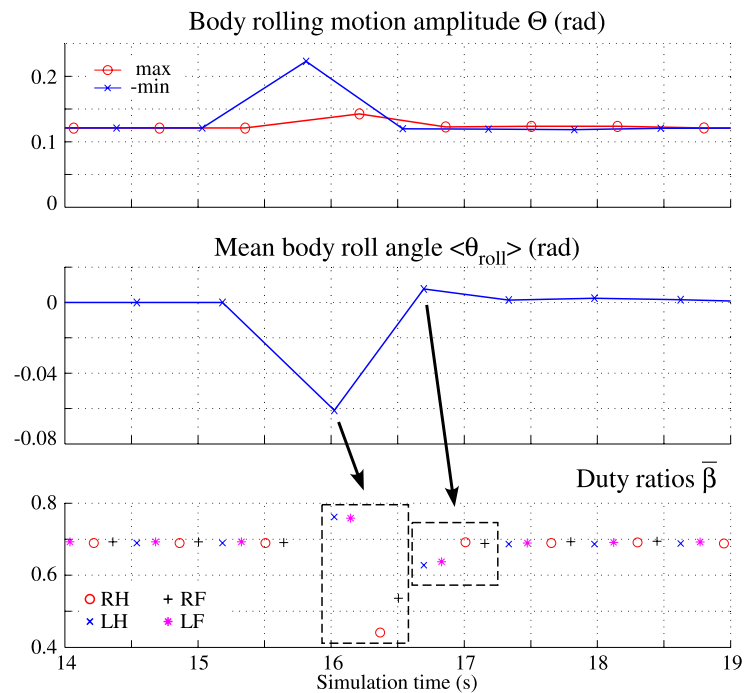 Body rolling motion amplitude Θ (rad)
0.2
max
-min
0.1
0
Mean body roll angle <θroll> (rad)
0
-0.04
-0.08
Duty ratios β̅
0.8
0.6
RH + RF
LH LF
0.4
14 15 16 17 18 19
Simulation time (s)